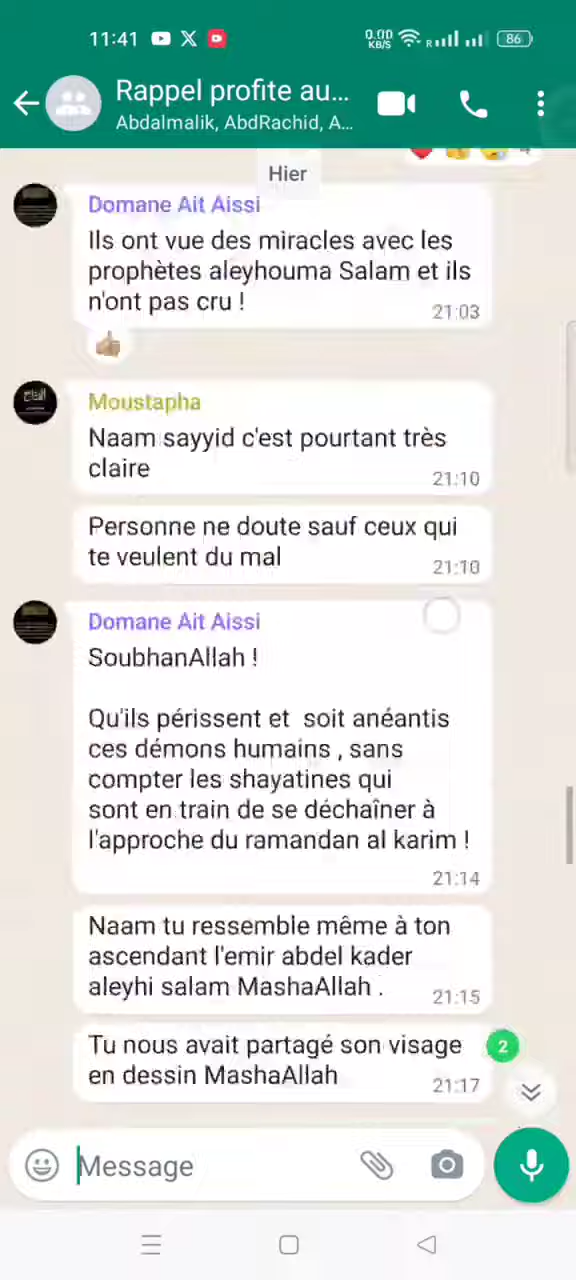 11:41
0.00
KB/S
R
86
Rappel profite au...
Abdalmalik, AbdRachid, A...
Hier
Domane Ait Aissi
Ils ont vue des miracles avec les
prophètes aleyhouma Salam et ils
n'ont pas cru !
21:03
Moustapha
Naam sayyid c'est pourtant très
claire
21:10
Personne ne doute sauf ceux qui
te veulent du mal
21:10
Domane Ait Aissi
SoubhanAllah !
Qu'ils périssent et soit anéantis
ces démons humains , sans
compter les shayatines qui
sont en train de se déchaîner à
l'approche du ramandan al karim !
21:14
Naam tu ressemble même à ton
ascendant l'emir abdel kader
aleyhi salam MashaAllah .
21:15
Tu nous avait partagé son visage
en dessin MashaAllah
21:17
2
Message